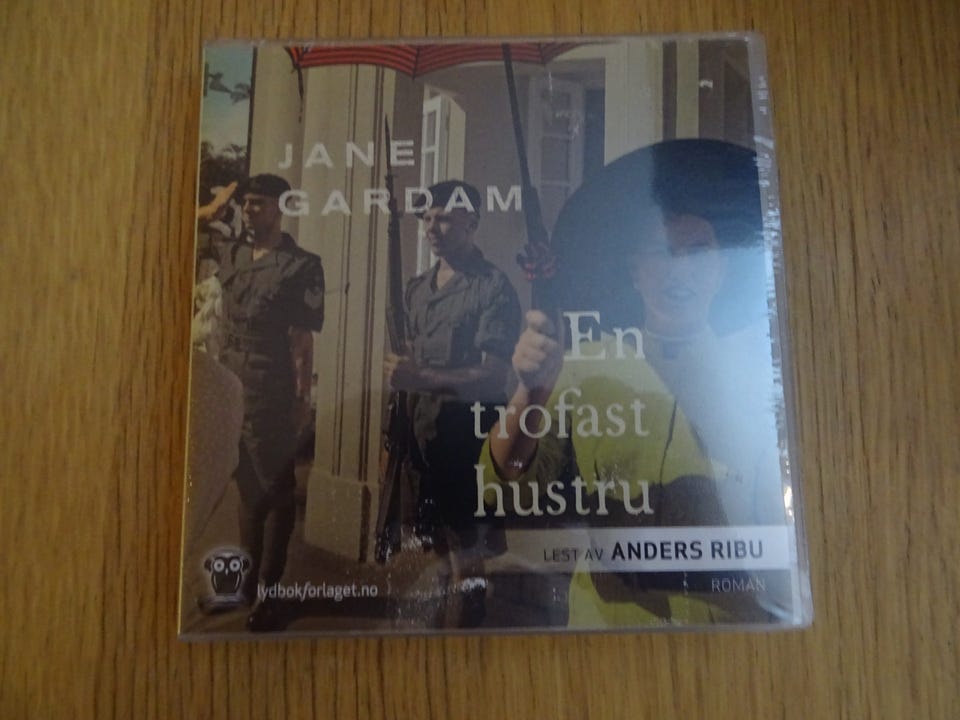 JANE
GARDAM
En
trofast
hustru
LEST AV ANDERS RIBU
ROMAN
lydbokforlaget.no